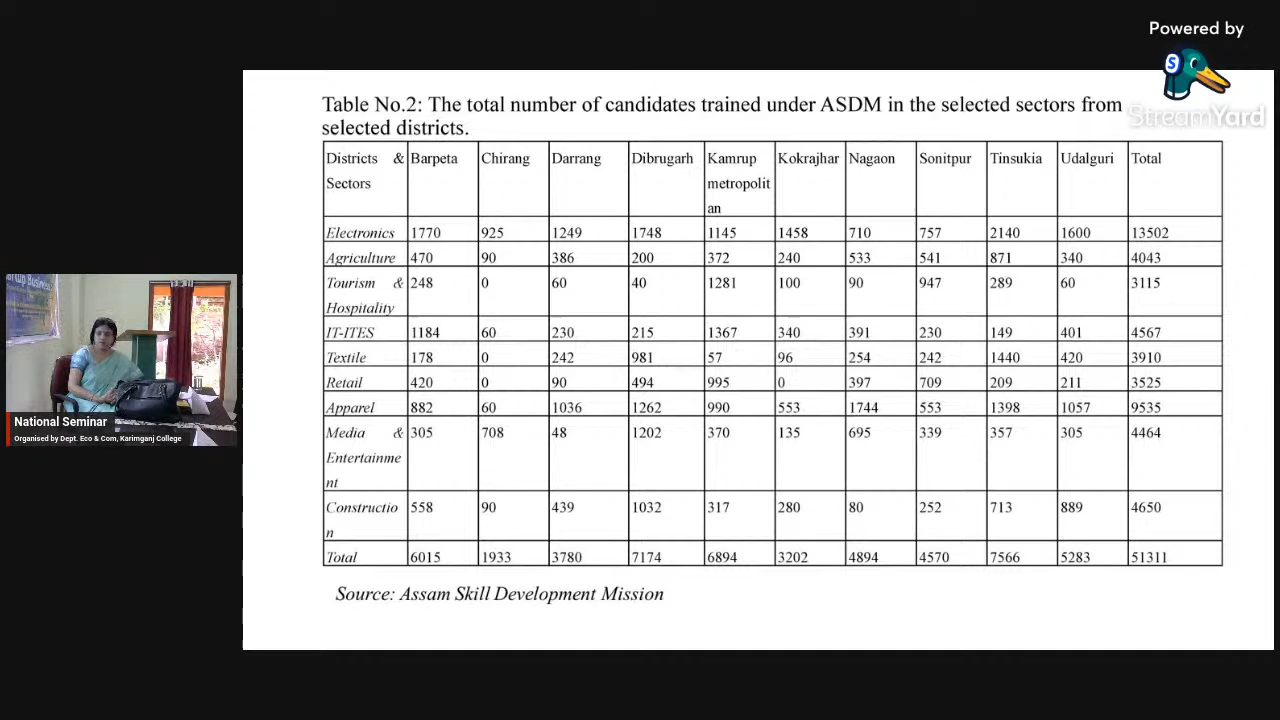 Powered by
S
StreamYard
Table No.2: The total number of candidates trained under ASDM in the selected sectors from
selected districts.
Districts & Sectors Barpeta Chirang Darrang Dibrugarh Kamrup metropolitan Kokrajhar Nagaon Sonitpur Tinsukia Udalguri Total
Electronics 1770 925 1249 1748 1145 1458 710 757 2140 1600 13502
Agriculture 470 90 386 200 372 240 533 541 871 340 4043
Tourism & Hospitality 248 0 60 40 1281 100 90 947 289 60 3115
IT-ITES 1184 60 230 215 1367 340 391 230 149 401 4567
Textile 178 0 242 981 57 96 254 242 1440 420 3910
Retail 420 0 90 494 995 0 397 709 209 211 3525
Apparel 882 60 1036 1262 990 553 1744 553 1398 1057 9535
Media & Entertainment 305 708 48 1202 370 135 695 339 357 305 4464
Construction 558 90 439 1032 317 280 80 252 713 889 4650
Total 6015 1933 3780 7174 6894 3202 4894 4570 7566 5283 51311
Source: Assam Skill Development Mission
National Seminar
Organised by Dept. Eco & Com, Karimganj College